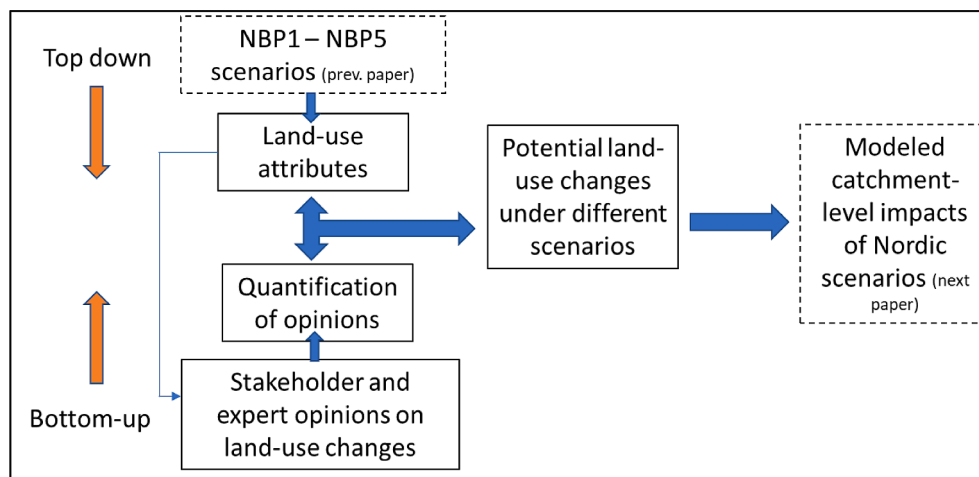 Top down
NBP1 – NBP5
scenarios (prev. paper)
Land-use
attributes
Quantification
of opinions
Stakeholder and
expert opinions on
land-use changes
Bottom-up
Potential land-
use changes
under different
scenarios
Modeled
catchment-
level impacts
of Nordic
scenarios (next
paper)